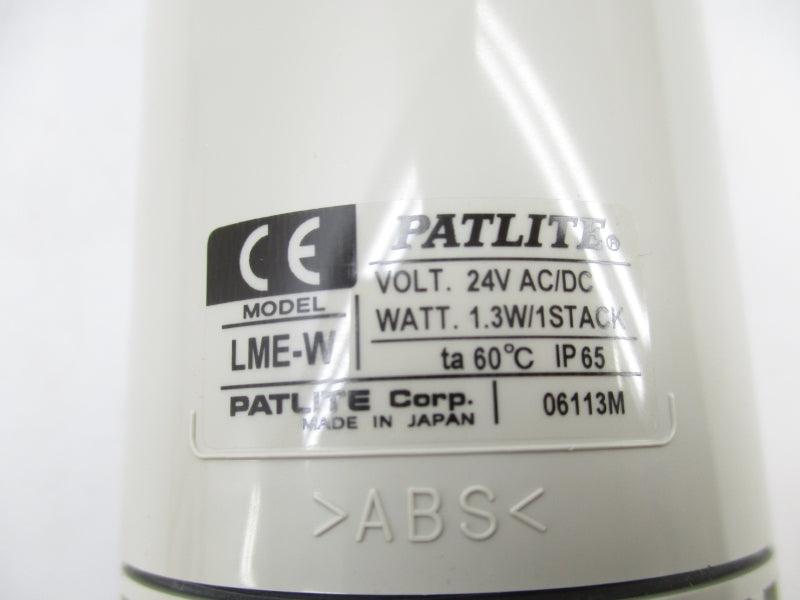 CE
PATLITE®
VOLT. 24V AC/DC
MODEL
WATT. 1.3W/1STACK
LME-W
ta 60℃ IP65
PATLITE Corp.
06113M
MADE IN JAPAN
>ABS<